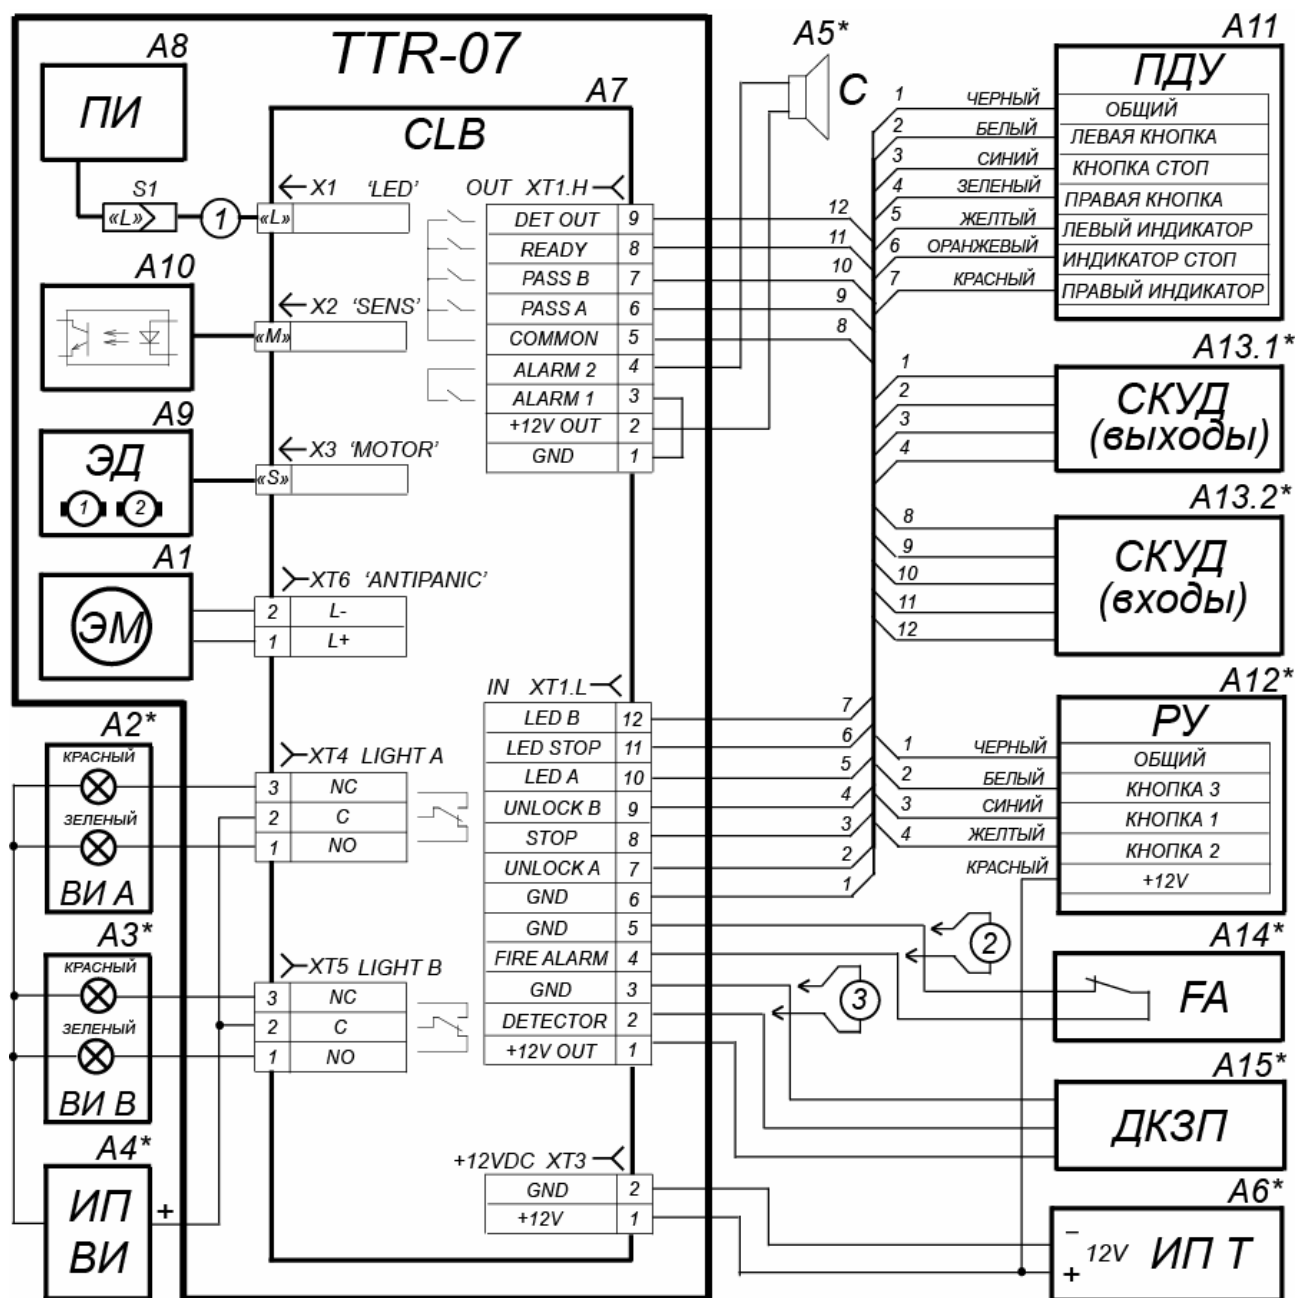 TTR-07
A8
ПИ
S1
«L»
1
«L»
A7
CLB
X1 'LED'
A10
X2 'SENS'
«M»
A9
ЭД
1
2
X3 'MOTOR'
«S»
A1
ЭМ
XT6 'ANTIPANIC'
2 L-
1 L+
OUT XT1.H
DET OUT 9
READY 8
PASS B 7
PASS A 6
COMMON 5
ALARM 2 4
ALARM 1 3
+12V OUT 2
GND 1
12
11
10
9
8
A5*
C
A11
ПДУ
1 ЧЕРНЫЙ ОБЩИЙ
2 БЕЛЫЙ ЛЕВАЯ КНОПКА
3 СИНИЙ КНОПКА СТОП
4 ЗЕЛЕНЫЙ ПРАВАЯ КНОПКА
5 ЖЕЛТЫЙ ЛЕВЫЙ ИНДИКАТОР
6 ОРАНЖЕВЫЙ ИНДИКАТОР СТОП
7 КРАСНЫЙ ПРАВЫЙ ИНДИКАТОР
A13.1*
СКУД
(выходы)
1
2
3
4
A13.2*
СКУД
(входы)
8
9
10
11
12
A2*
КРАСНЫЙ
ЗЕЛЕНЫЙ
ВИ А
XT4 LIGHT A
3 NC
2 C
1 NO
A3*
КРАСНЫЙ
ЗЕЛЕНЫЙ
ВИ В
XT5 LIGHT B
3 NC
2 C
1 NO
A4*
ИП
ВИ
+
IN XT1.L
LED B 12
LED STOP 11
LED A 10
UNLOCK B 9
STOP 8
UNLOCK A 7
GND 6
GND 5
FIRE ALARM 4
GND 3
DETECTOR 2
+12V OUT 1
7
6
5
4
3
2
1
2
3
+12VDC XT3
GND 2
+12V 1
A12*
РУ
1 ЧЕРНЫЙ ОБЩИЙ
2 БЕЛЫЙ КНОПКА 3
3 СИНИЙ КНОПКА 1
4 ЖЕЛТЫЙ КНОПКА 2
КРАСНЫЙ +12V
A14*
FA
A15*
ДКЗП
A6*
−
12V ИП Т
+